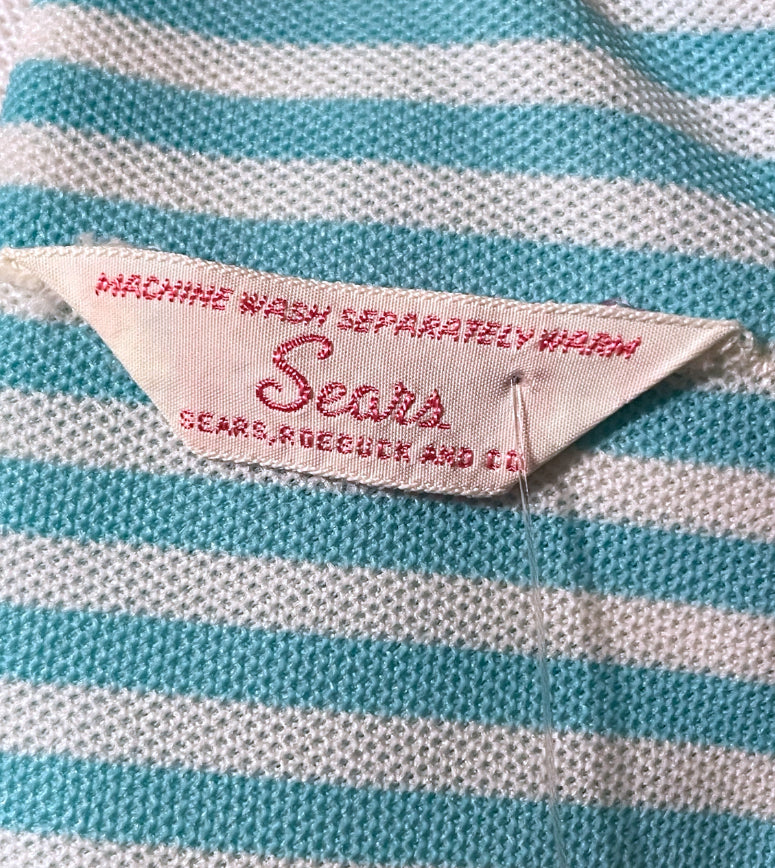 MACHINE WASH SEPARATELY WARM
Sears
SEARS, ROEBUCK AND CO